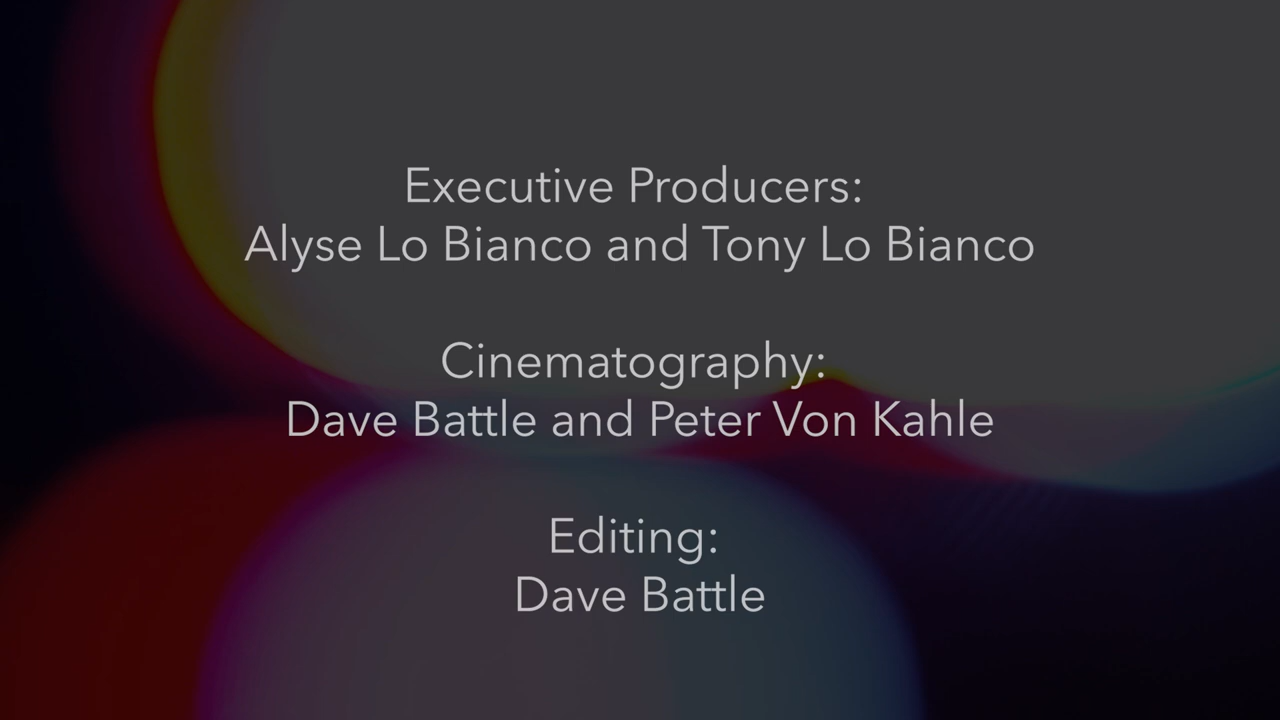 Executive Producers:
Alyse Lo Bianco and Tony Lo Bianco
Cinematography:
Dave Battle and Peter Von Kahle
Editing:
Dave Battle